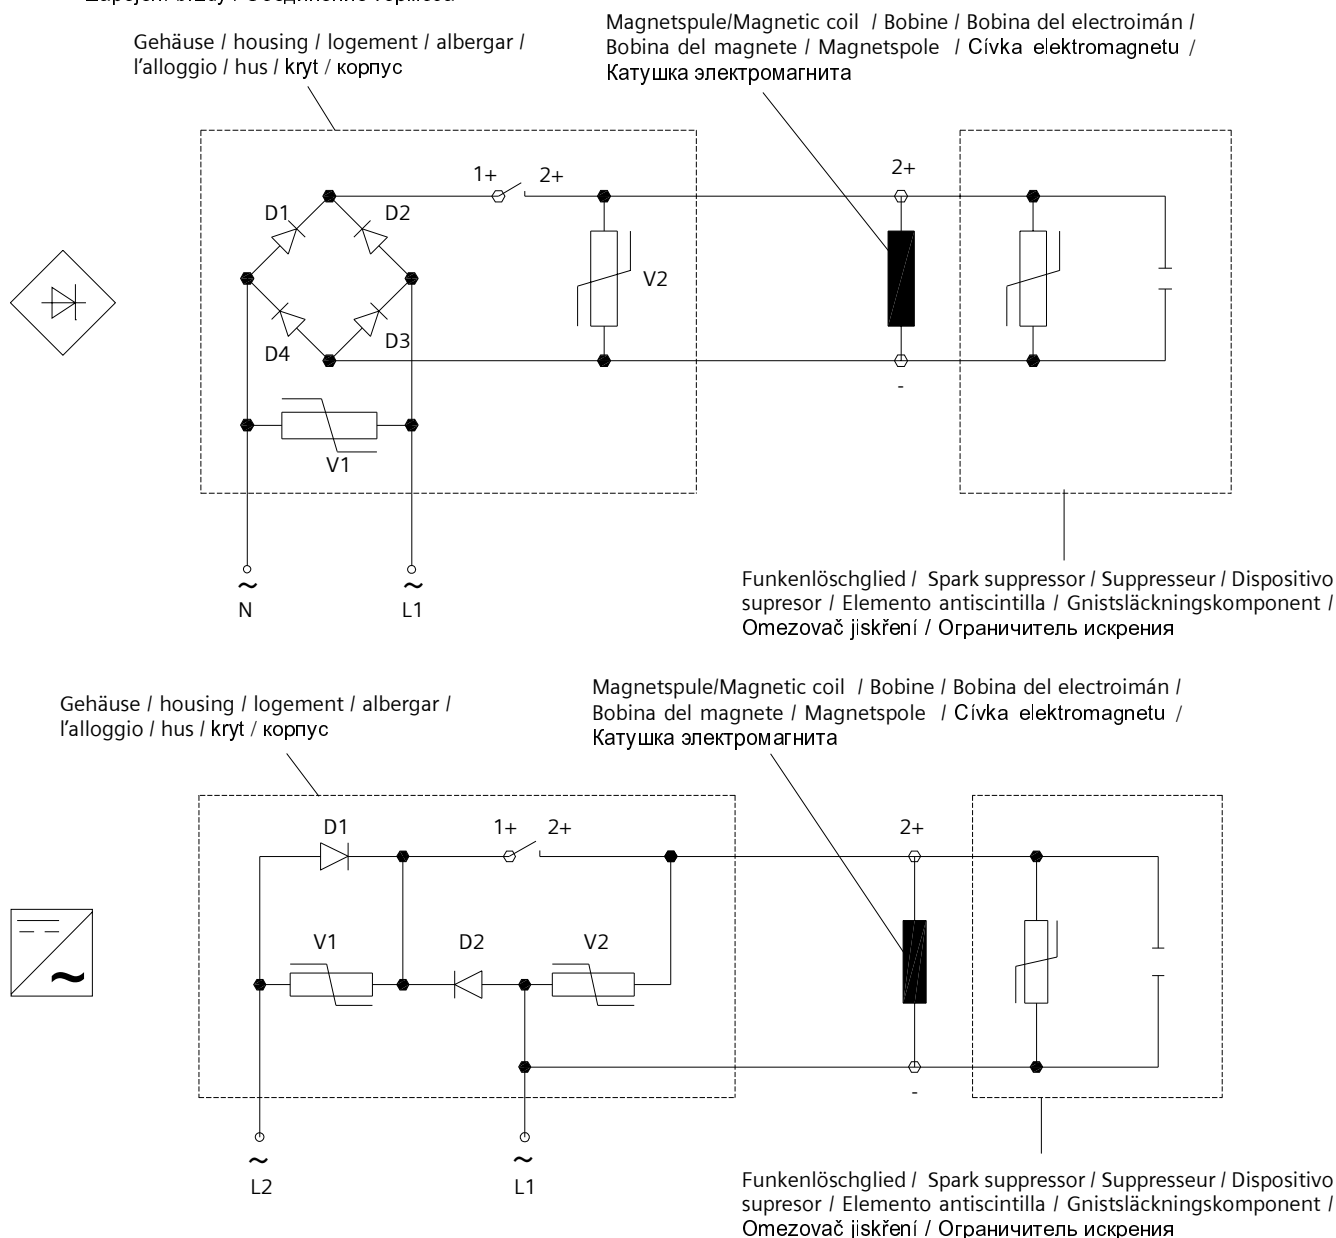 Magnetspule/Magnetic coil / Bobine / Bobina del electroimán /
Bobina del magnete / Magnetspole / Cívka elektromagnetu /
Катушка электромагнита
Gehäuse / housing / logement / albergar /
l'alloggio / hus / kryt / корпус
1+ 2+
2+
D1 D2
V2
D4 D3
-
V1
~ ~
N L1
Funkenlöschglied / Spark suppressor / Suppresseur / Dispositivo
supresor / Elemento antiscintilla / Gnistsläckningskomponent /
Omezovač jiskření / Ограничитель искрения
Magnetspule/Magnetic coil / Bobine / Bobina del electroimán /
Bobina del magnete / Magnetspole / Cívka elektromagnetu /
Катушка электромагнита
Gehäuse / housing / logement / albergar /
l'alloggio / hus / kryt / корпус
D1 1+ 2+ 2+
V1 D2 V2
~
-
~ ~
L2 L1
Funkenlöschglied / Spark suppressor / Suppresseur / Dispositivo
supresor / Elemento antiscintilla / Gnistsläckningskomponent /
Omezovač jiskření / Ограничитель искрения